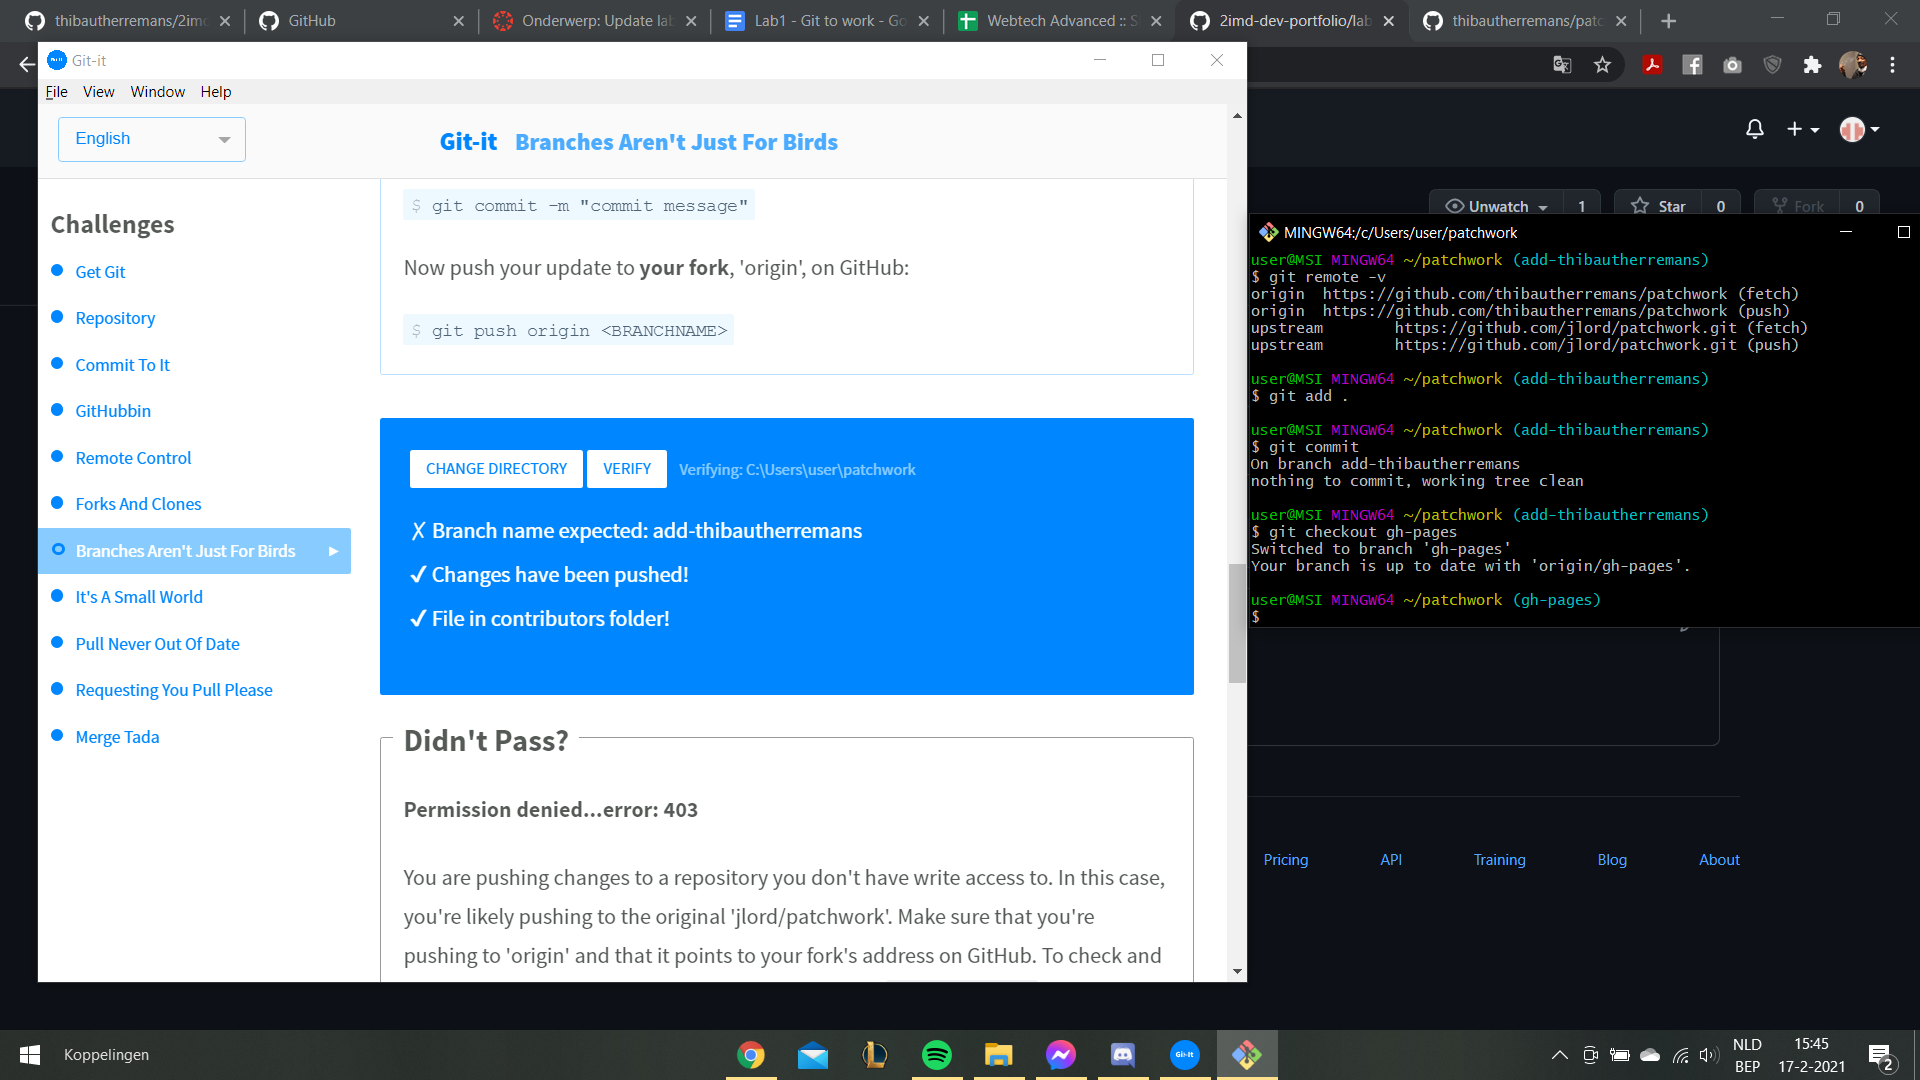 thibautherremans/2imd
GitHub
Onderwerp: Update lab
Lab1 - Git to work - Go
Webtech Advanced :: S
2imd-dev-portfolio/lab
thibautherremans/patc
Git-it
File View Window Help
English
Git-it Branches Aren't Just For Birds
Challenges
Get Git
Repository
Commit To It
GitHubbin
Remote Control
Forks And Clones
Branches Aren't Just For Birds
It's A Small World
Pull Never Out Of Date
Requesting You Pull Please
Merge Tada
$ git commit -m "commit message"
Now push your update to your fork, 'origin', on GitHub:
$ git push origin <BRANCHNAME>
CHANGE DIRECTORY VERIFY Verifying: C:\Users\user\patchwork
✗ Branch name expected: add-thibautherremans
✓ Changes have been pushed!
✓ File in contributors folder!
Didn't Pass?
Permission denied...error: 403
You are pushing changes to a repository you don't have write access to. In this case,
you're likely pushing to the original 'jlord/patchwork'. Make sure that you're
pushing to 'origin' and that it points to your fork's address on GitHub. To check and
Unwatch 1 Star 0 Fork 0
MINGW64:/c/Users/user/patchwork
user@MSI MINGW64 ~/patchwork (add-thibautherremans)
$ git remote -v
origin https://github.com/thibautherremans/patchwork (fetch)
origin https://github.com/thibautherremans/patchwork (push)
upstream https://github.com/jlord/patchwork.git (fetch)
upstream https://github.com/jlord/patchwork.git (push)
user@MSI MINGW64 ~/patchwork (add-thibautherremans)
$ git add .
user@MSI MINGW64 ~/patchwork (add-thibautherremans)
$ git commit
On branch add-thibautherremans
nothing to commit, working tree clean
user@MSI MINGW64 ~/patchwork (add-thibautherremans)
$ git checkout gh-pages
Switched to branch 'gh-pages'
Your branch is up to date with 'origin/gh-pages'.
user@MSI MINGW64 ~/patchwork (gh-pages)
$
Pricing API Training Blog About
Koppelingen
Git-it
NLD
BEP
15:45
17-2-2021
2